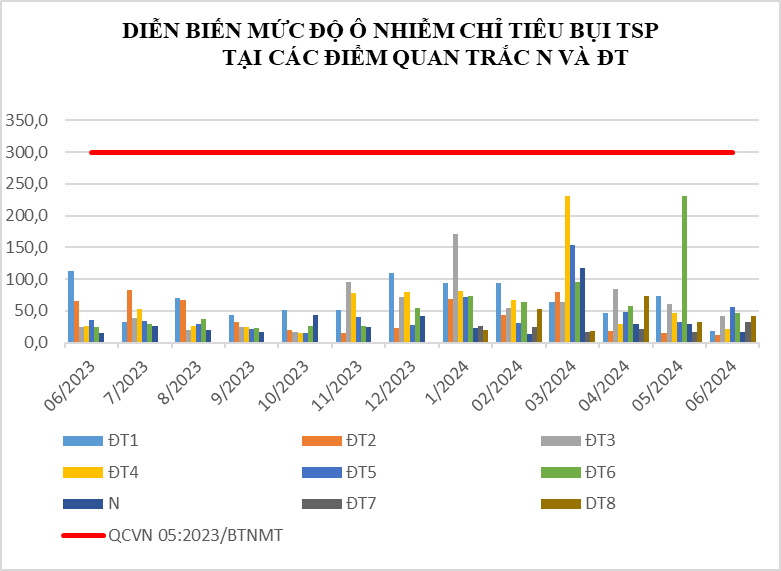 DIỄN BIẾN MỨC ĐỘ Ô NHIỄM CHỈ TIÊU BỤI TSP
TẠI CÁC ĐIỂM QUAN TRẮC N VÀ ĐT
350,0
300,0
250,0
200,0
150,0
100,0
50,0
0,0
06/2023 7/2023 8/2023 9/2023 10/2023 11/2023 12/2023 1/2024 02/2024 03/2024 04/2024 05/2024 06/2024
ĐT1 ĐT2 ĐT3
ĐT4 ĐT5 ĐT6
N ĐT7 DT8
QCVN 05:2023/BTNMT